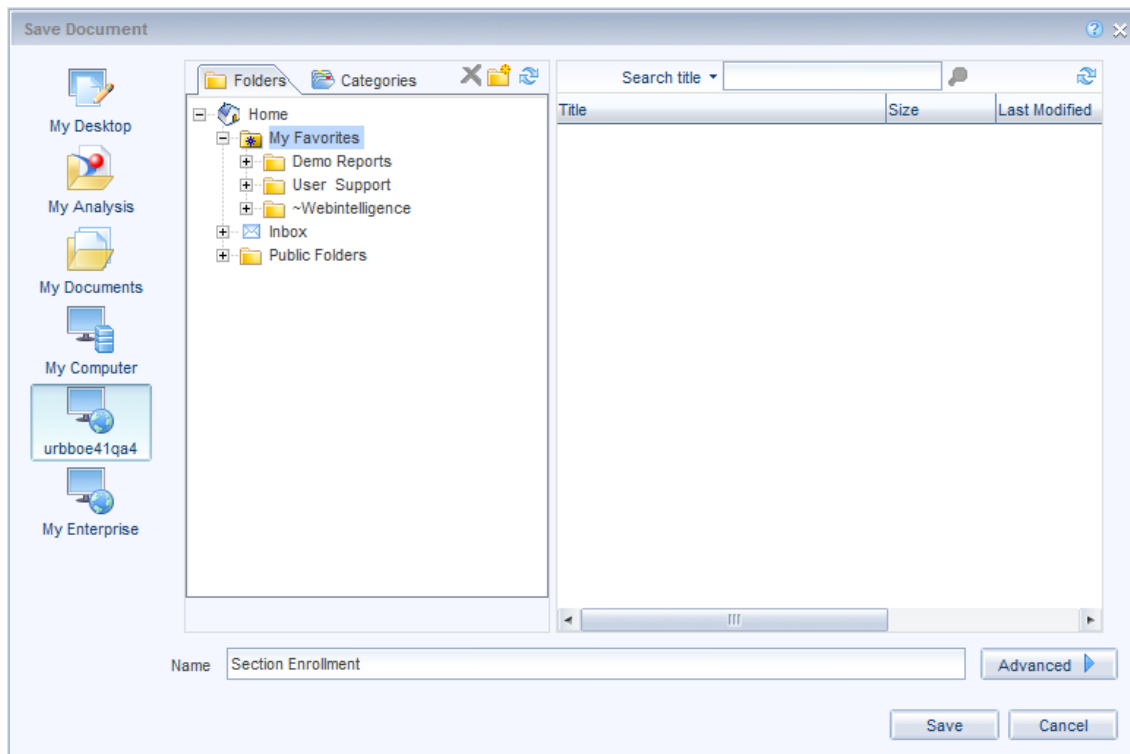 Save Document
My Desktop
My Analysis
My Documents
My Computer
urbboe41qa4
My Enterprise
Folders Categories
Home
My Favorites
Demo Reports
User Support
~Webintelligence
Inbox
Public Folders
Search title
Title Size Last Modified
Name Section Enrollment Advanced
Save Cancel